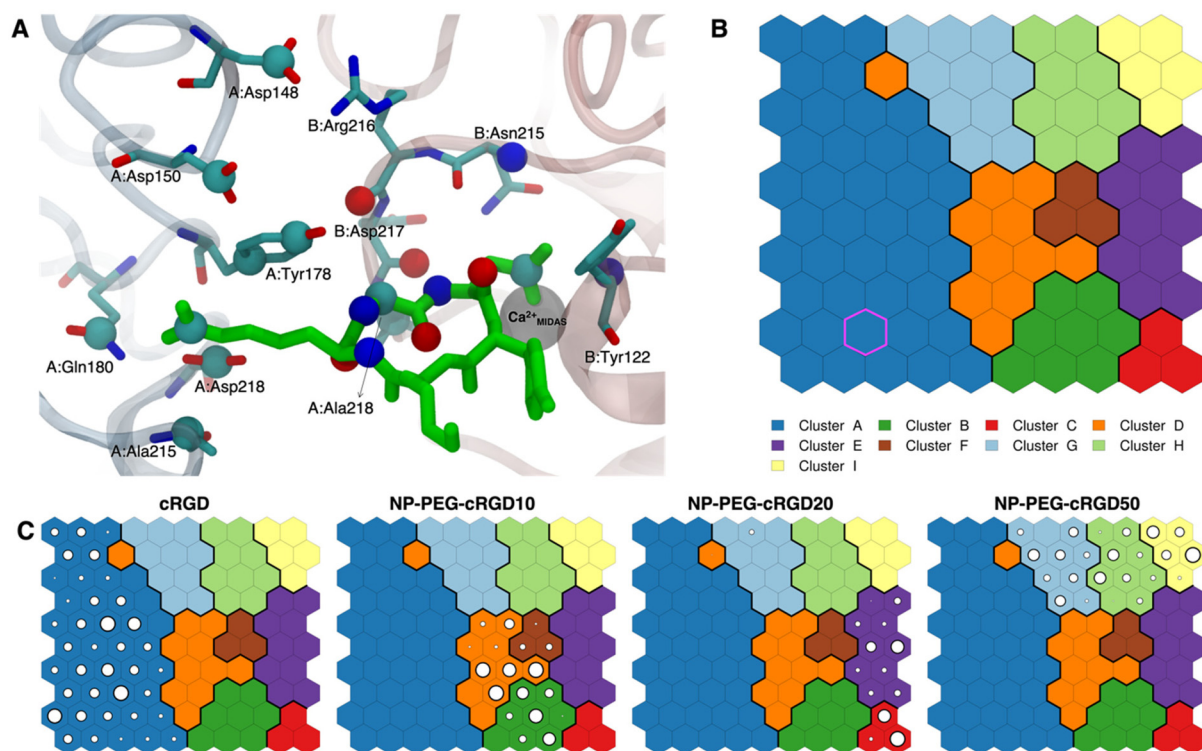 A
A:Asp148
B:Arg216
B:Asn215
A:Asp150
B:Asp217
A:Tyr178
Ca²⁺MIDAS
A:Gln180
B:Tyr122
A:Asp218
A:Ala218
A:Ala215
B
Cluster A Cluster B Cluster C Cluster D
Cluster E Cluster F Cluster G Cluster H
Cluster I
C
cRGD NP-PEG-cRGD10 NP-PEG-cRGD20 NP-PEG-cRGD50